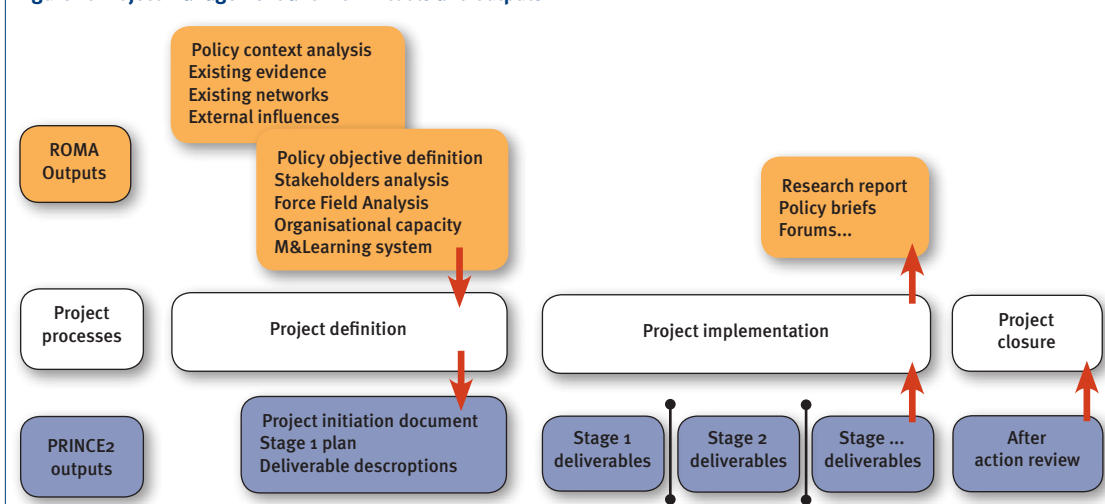 Policy context analysis
Existing evidence
Existing networks
External influences
ROMA
Outputs
Policy objective definition
Stakeholders analysis
Force Field Analysis
Organisational capacity
M&Learning system
Research report
Policy briefs
Forums...
Project
processes
Project definition
Project implementation
Project
closure
PRINCE2
outputs
Project initiation document
Stage 1 plan
Deliverable descroptions
Stage 1
deliverables
Stage 2
deliverables
Stage ...
deliverables
After
action review